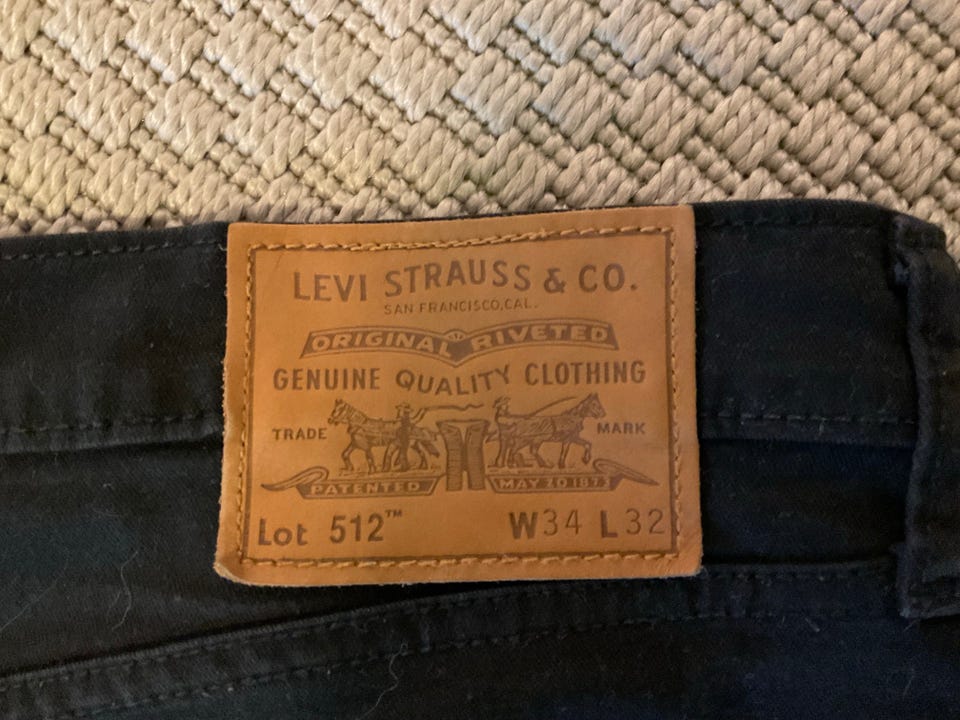 LEVI STRAUSS & CO.
SAN FRANCISCO, CAL.
ORIGINAL RIVETED
GENUINE QUALITY CLOTHING
TRADE MARK
PATENTED MAY 20 1873
Lot 512™ W34 L32